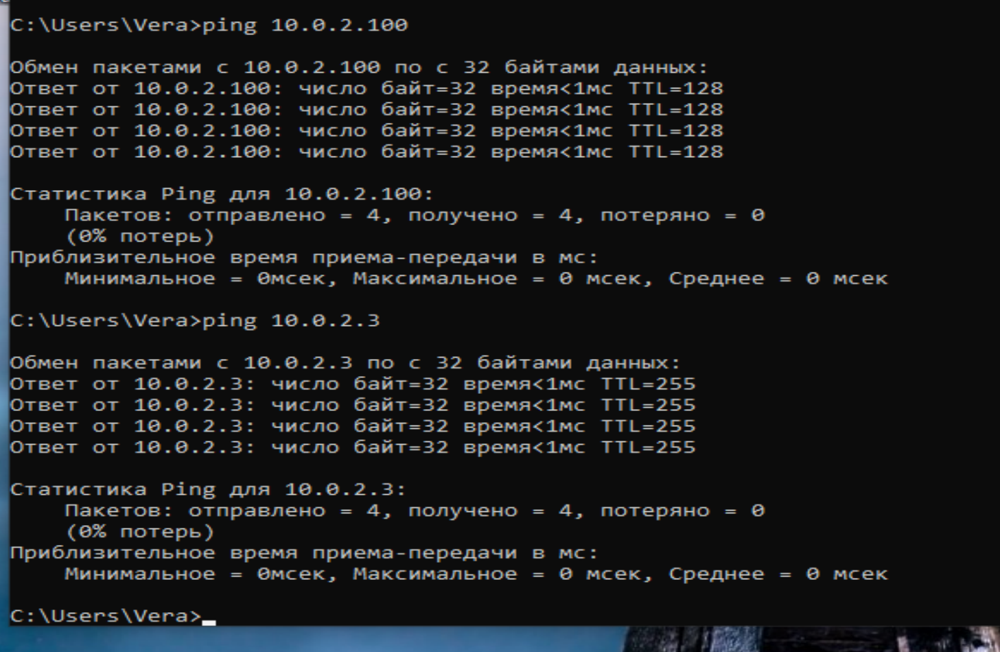 C:\Users\Vera>ping 10.0.2.100
Обмен пакетами с 10.0.2.100 по с 32 байтами данных:
Ответ от 10.0.2.100: число байт=32 время<1мс TTL=128
Ответ от 10.0.2.100: число байт=32 время<1мс TTL=128
Ответ от 10.0.2.100: число байт=32 время<1мс TTL=128
Ответ от 10.0.2.100: число байт=32 время<1мс TTL=128
Статистика Ping для 10.0.2.100:
Пакетов: отправлено = 4, получено = 4, потеряно = 0
(0% потерь)
Приблизительное время приема-передачи в мс:
Минимальное = 0мсек, Максимальное = 0 мсек, Среднее = 0 мсек
C:\Users\Vera>ping 10.0.2.3
Обмен пакетами с 10.0.2.3 по с 32 байтами данных:
Ответ от 10.0.2.3: число байт=32 время<1мс TTL=255
Ответ от 10.0.2.3: число байт=32 время<1мс TTL=255
Ответ от 10.0.2.3: число байт=32 время<1мс TTL=255
Ответ от 10.0.2.3: число байт=32 время<1мс TTL=255
Статистика Ping для 10.0.2.3:
Пакетов: отправлено = 4, получено = 4, потеряно = 0
(0% потерь)
Приблизительное время приема-передачи в мс:
Минимальное = 0мсек, Максимальное = 0 мсек, Среднее = 0 мсек
C:\Users\Vera>